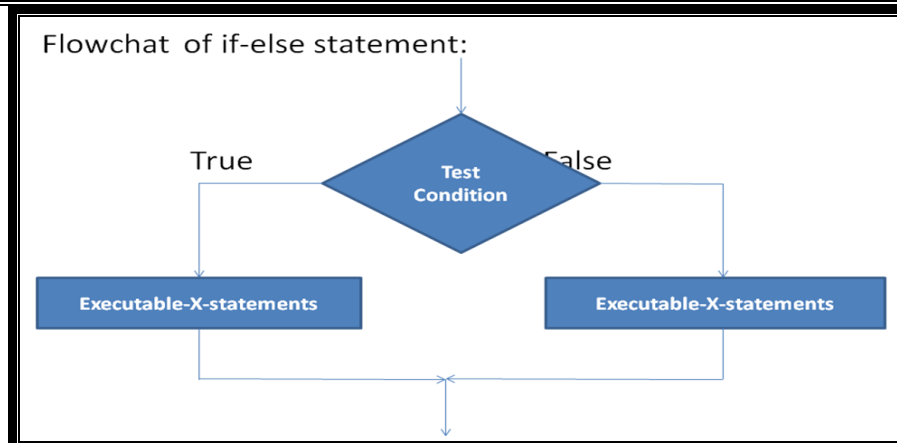 Flowchat of if-else statement:
True
False
Test
Condition
Executable-X-statements
Executable-X-statements